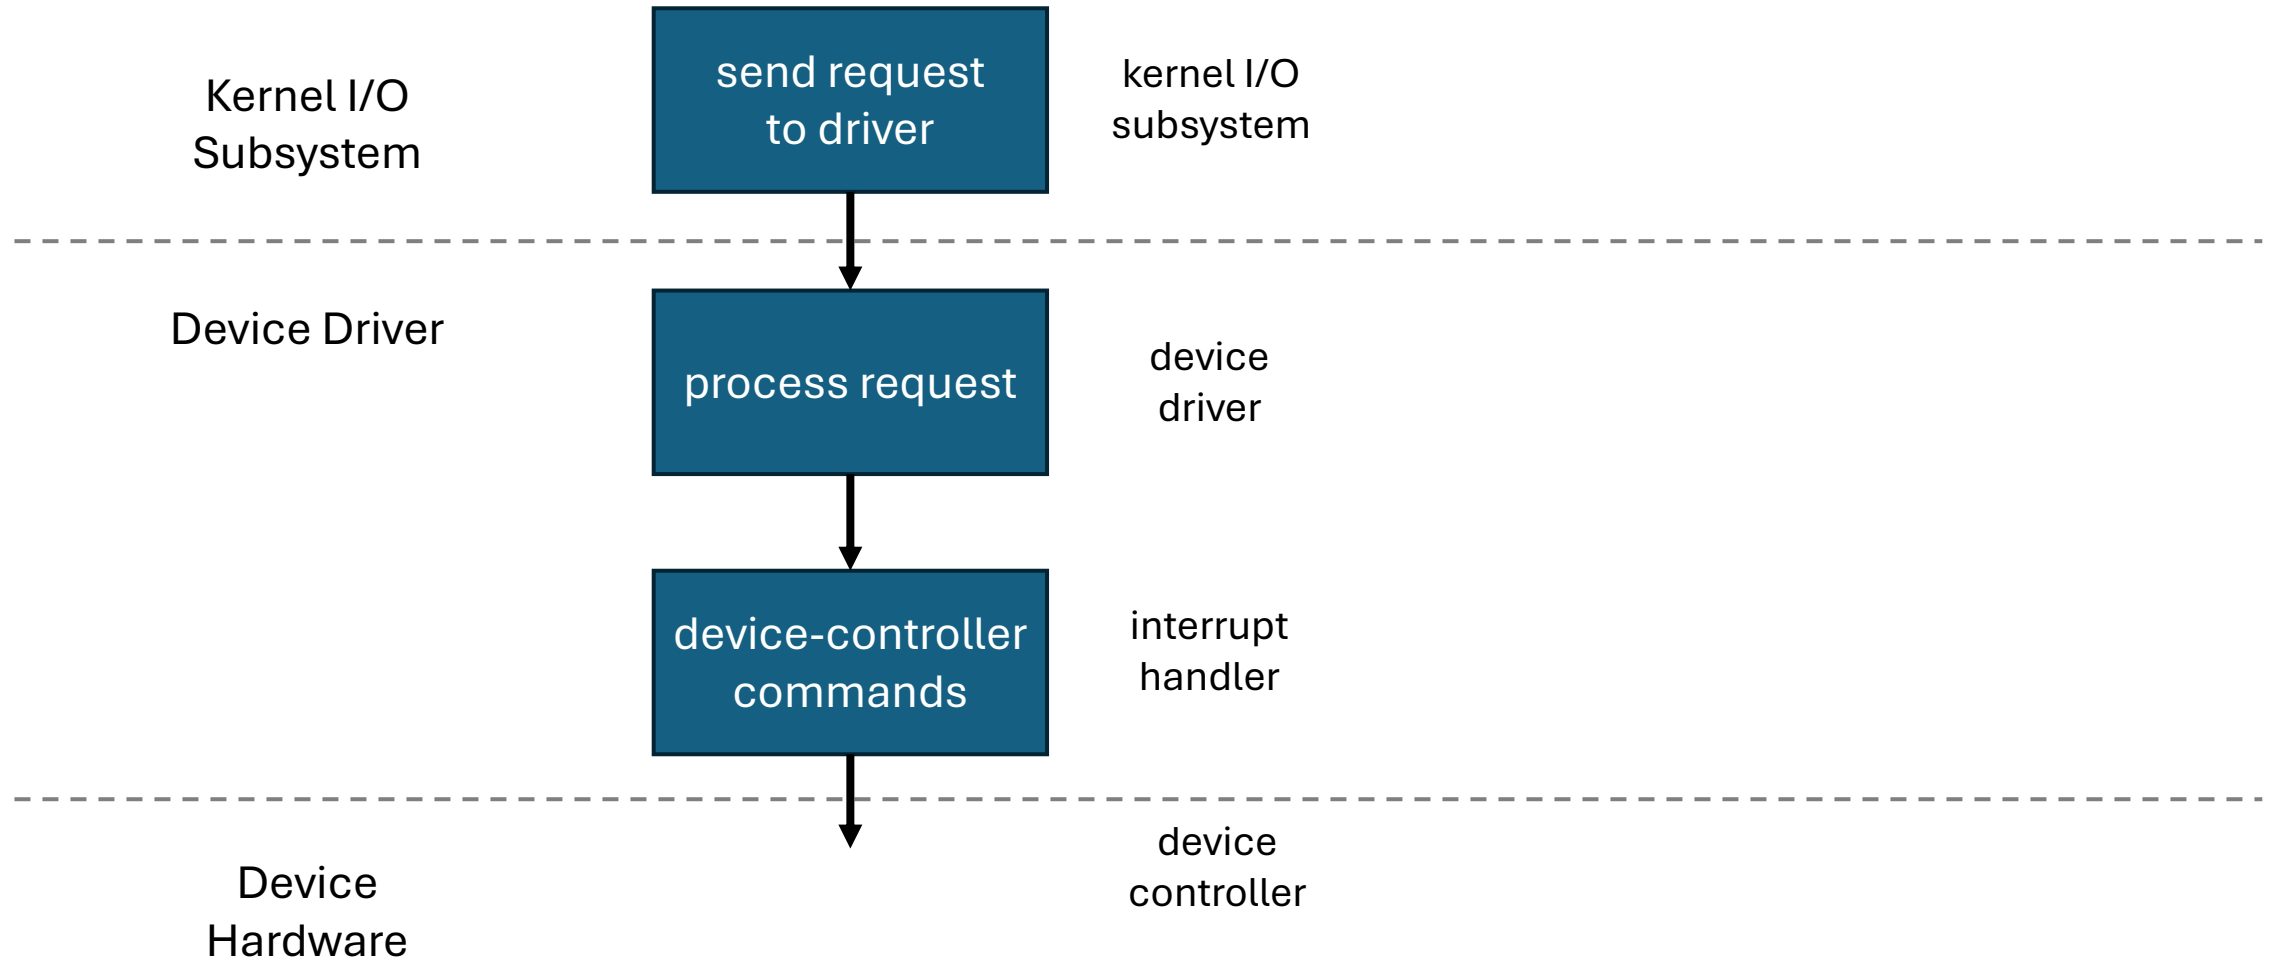 Kernel I/O
Subsystem
send request
to driver
kernel I/O
subsystem
Device Driver
process request
device
driver
device-controller
commands
interrupt
handler
Device
Hardware
device
controller